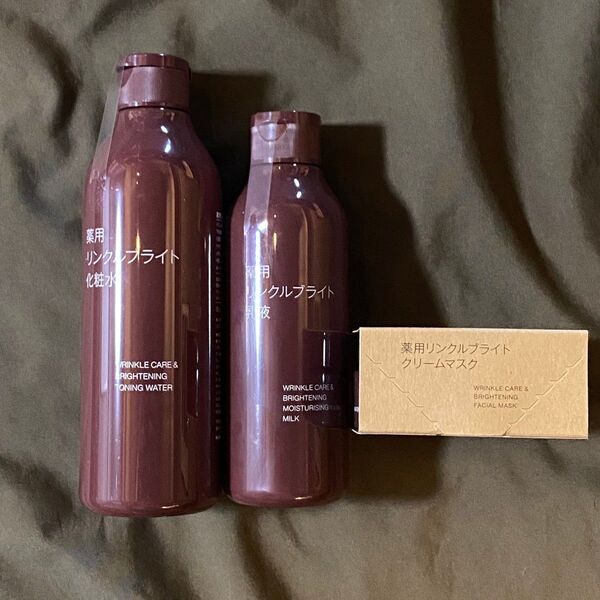 薬用
リンクルブライト
化粧水
WRINKLE CARE &
BRIGHTENING
TONING WATER
薬用
リンクルブライト
乳液
WRINKLE CARE &
BRIGHTENING
MOISTURISING
MILK
薬用リンクルブライト
クリームマスク
WRINKLE CARE &
BRIGHTENING
FACIAL MASK